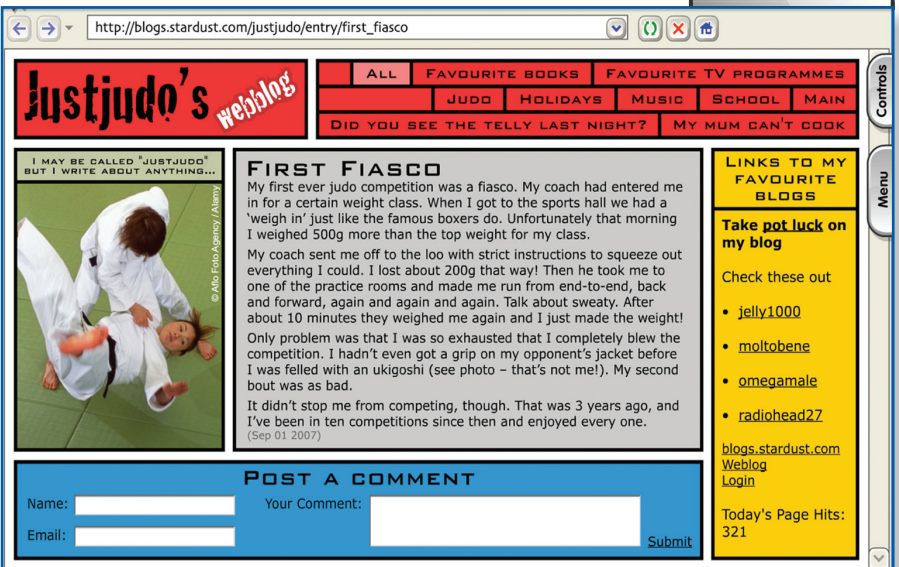 http://blogs.stardust.com/justjudo/entry/first_fiasco
Justjudo's webblog
ALL FAVOURITE BOOKS FAVOURITE TV PROGRAMMES
JUDO HOLIDAYS MUSIC SCHOOL MAIN
DID YOU SEE THE TELLY LAST NIGHT? MY MUM CAN'T COOK
Controls
Menu
I MAY BE CALLED "JUSTJUDO"
BUT I WRITE ABOUT ANYTHING...
© Aflo Foto Agency / Alamy
FIRST FIASCO
My first ever judo competition was a fiasco. My coach had entered me
in for a certain weight class. When I got to the sports hall we had a
‘weigh in’ just like the famous boxers do. Unfortunately that morning
I weighed 500g more than the top weight for my class.
My coach sent me off to the loo with strict instructions to squeeze out
everything I could. I lost about 200g that way! Then he took me to
one of the practice rooms and made me run from end-to-end, back
and forward, again and again and again. Talk about sweaty. After
about 10 minutes they weighed me again and I just made the weight!
Only problem was that I was so exhausted that I completely blew the
competition. I hadn’t even got a grip on my opponent’s jacket before
I was felled with an ukigoshi (see photo – that’s not me!). My second
bout was as bad.
It didn’t stop me from competing, though. That was 3 years ago, and
I’ve been in ten competitions since then and enjoyed every one.
(Sep 01 2007)
LINKS TO MY
FAVOURITE
BLOGS
Take pot luck on
my blog
Check these out
• jelly1000
• moltobene
• omegamale
• radiohead27
blogs.stardust.com
Weblog
Login
Today's Page Hits:
321
POST A COMMENT
Name:
Your Comment:
Email:
Submit